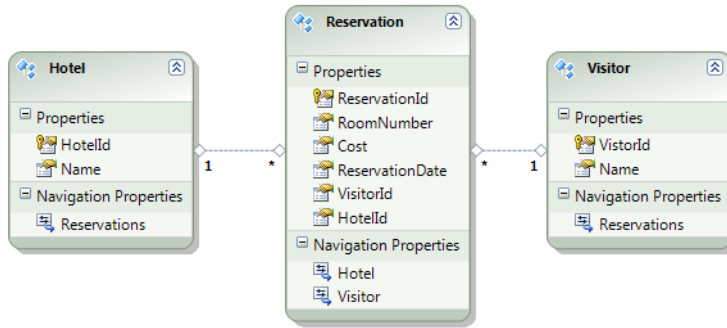 Hotel
Properties
HotelId
Name
Navigation Properties
Reservations
1
*
Reservation
Properties
ReservationId
RoomNumber
Cost
ReservationDate
VisitorId
HotelId
Navigation Properties
Hotel
Visitor
*
1
Visitor
Properties
VistorId
Name
Navigation Properties
Reservations